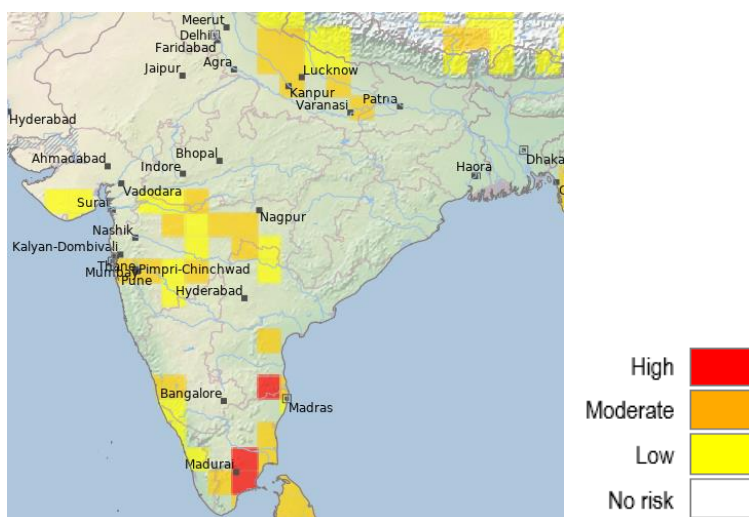 Meerut
Delhi
Faridabad
Jaipur
Agra
Lucknow
Kanpur
Varanasi
Patna
Hyderabad
Ahmadabad
Bhopal
Indore
Haora
Dhaka
Vadodara
Surat
Nagpur
Nashik
Kalyan-Dombivali
Thane
Mumbai
Pimpri-Chinchwad
Pune
Hyderabad
Bangalore
Madras
Madurai
High
Moderate
Low
No risk